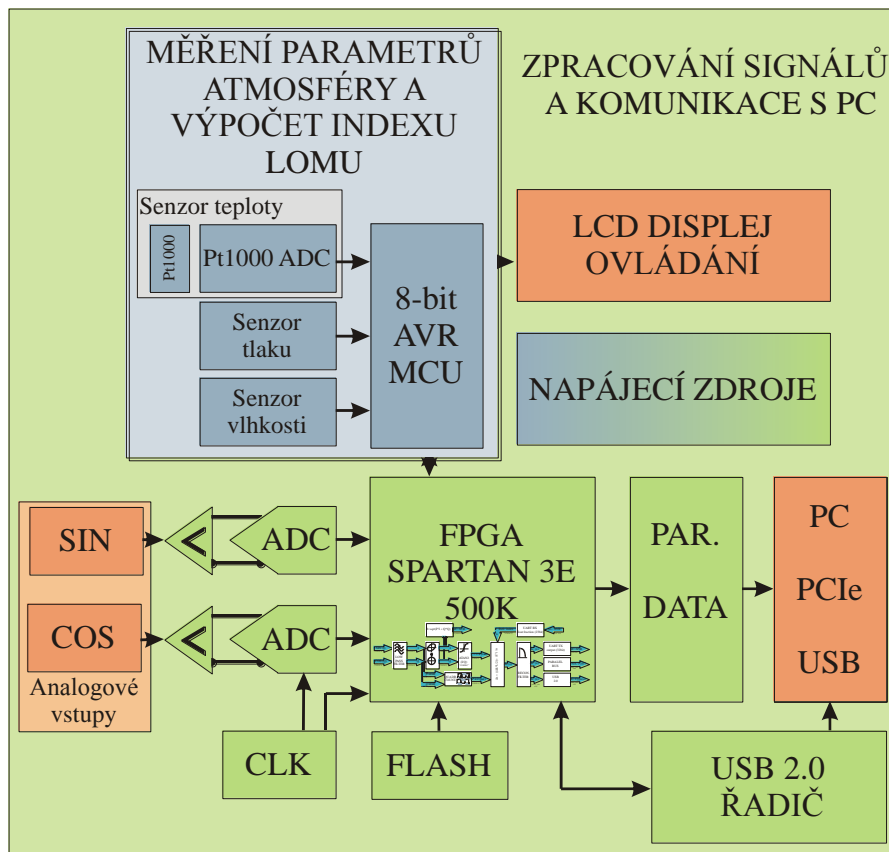 MĚŘENÍ PARAMETRŮ
ATMOSFÉRY A
VÝPOČET INDEXU
LOMU
ZPRACOVÁNÍ SIGNÁLŮ
A KOMUNIKACE S PC
Senzor teploty
Pt1000
Pt1000 ADC
Senzor
tlaku
Senzor
vlhkosti
8-bit
AVR
MCU
LCD DISPLEJ
OVLÁDÁNÍ
NAPÁJECÍ ZDROJE
SIN
COS
Analogové
vstupy
ADC
ADC
FPGA
SPARTAN 3E
500K
PAR.
DATA
PC
PCIe
USB
CLK
FLASH
USB 2.0
ŘADIČ